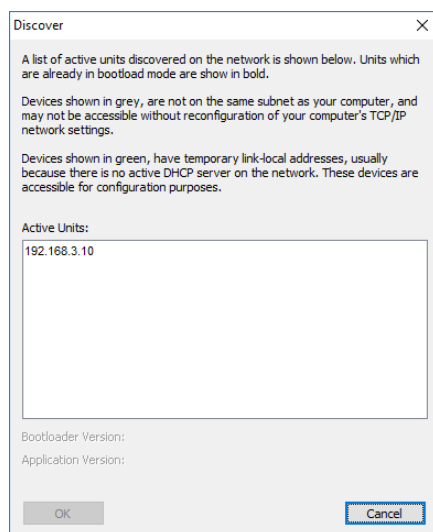 Discover
A list of active units discovered on the network is shown below. Units which
are already in bootload mode are show in bold.
Devices shown in grey, are not on the same subnet as your computer, and
may not be accessible without reconfiguration of your computer's TCP/IP
network settings.
Devices shown in green, have temporary link-local addresses, usually
because there is no active DHCP server on the network. These devices are
accessible for configuration purposes.
Active Units:
192.168.3.10
Bootloader Version:
Application Version:
OK
Cancel